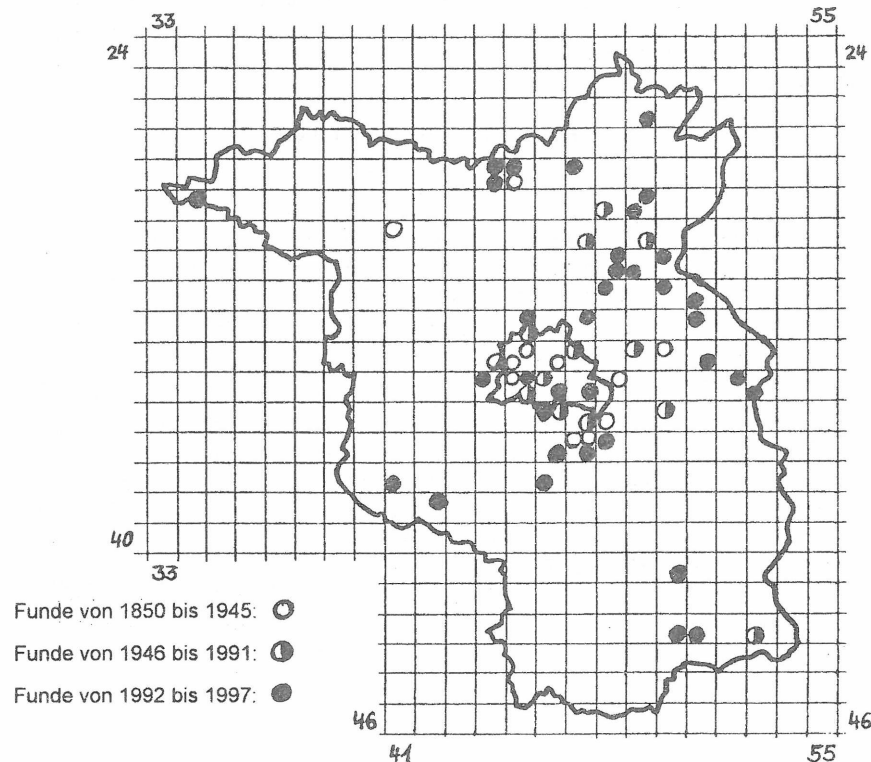 33 55
24 24
40
33
Funde von 1850 bis 1945:
Funde von 1946 bis 1991:
Funde von 1992 bis 1997:
46 46
41 55